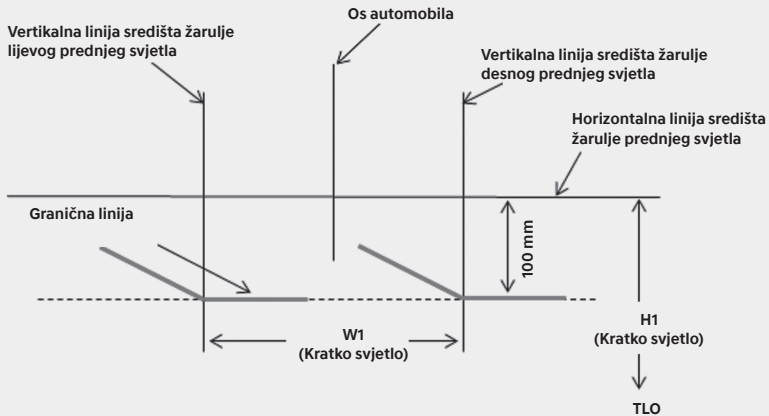 Os automobila
Vertikalna linija središta žarulje
lijevog prednjeg svjetla
Vertikalna linija središta žarulje
desnog prednjeg svjetla
Horizontalna linija središta
žarulje prednjeg svjetla
Granična linija
100 mm
W1
(Kratko svjetlo)
H1
(Kratko svjetlo)
TLO